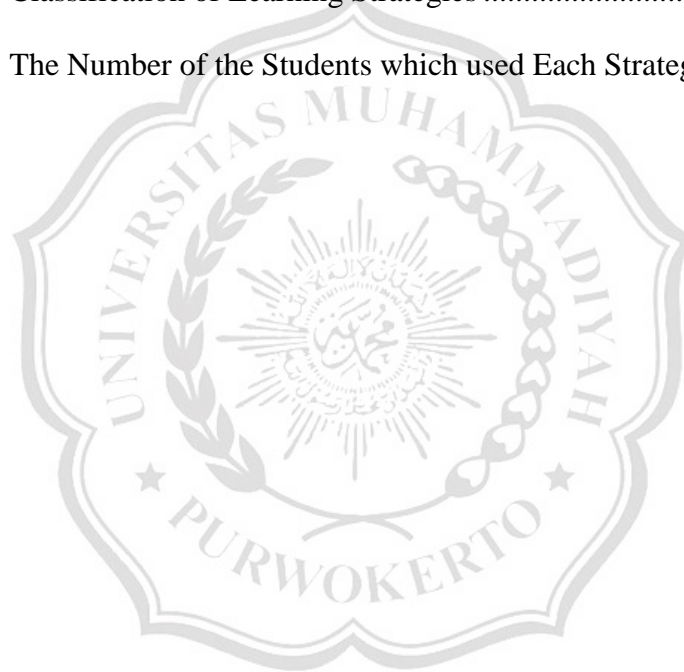 Classification of Learning Strategies ........................
The Number of the Students which used Each Strateg
UNIVERSITAS MUHAMMADIYAH
PURWOKERTO